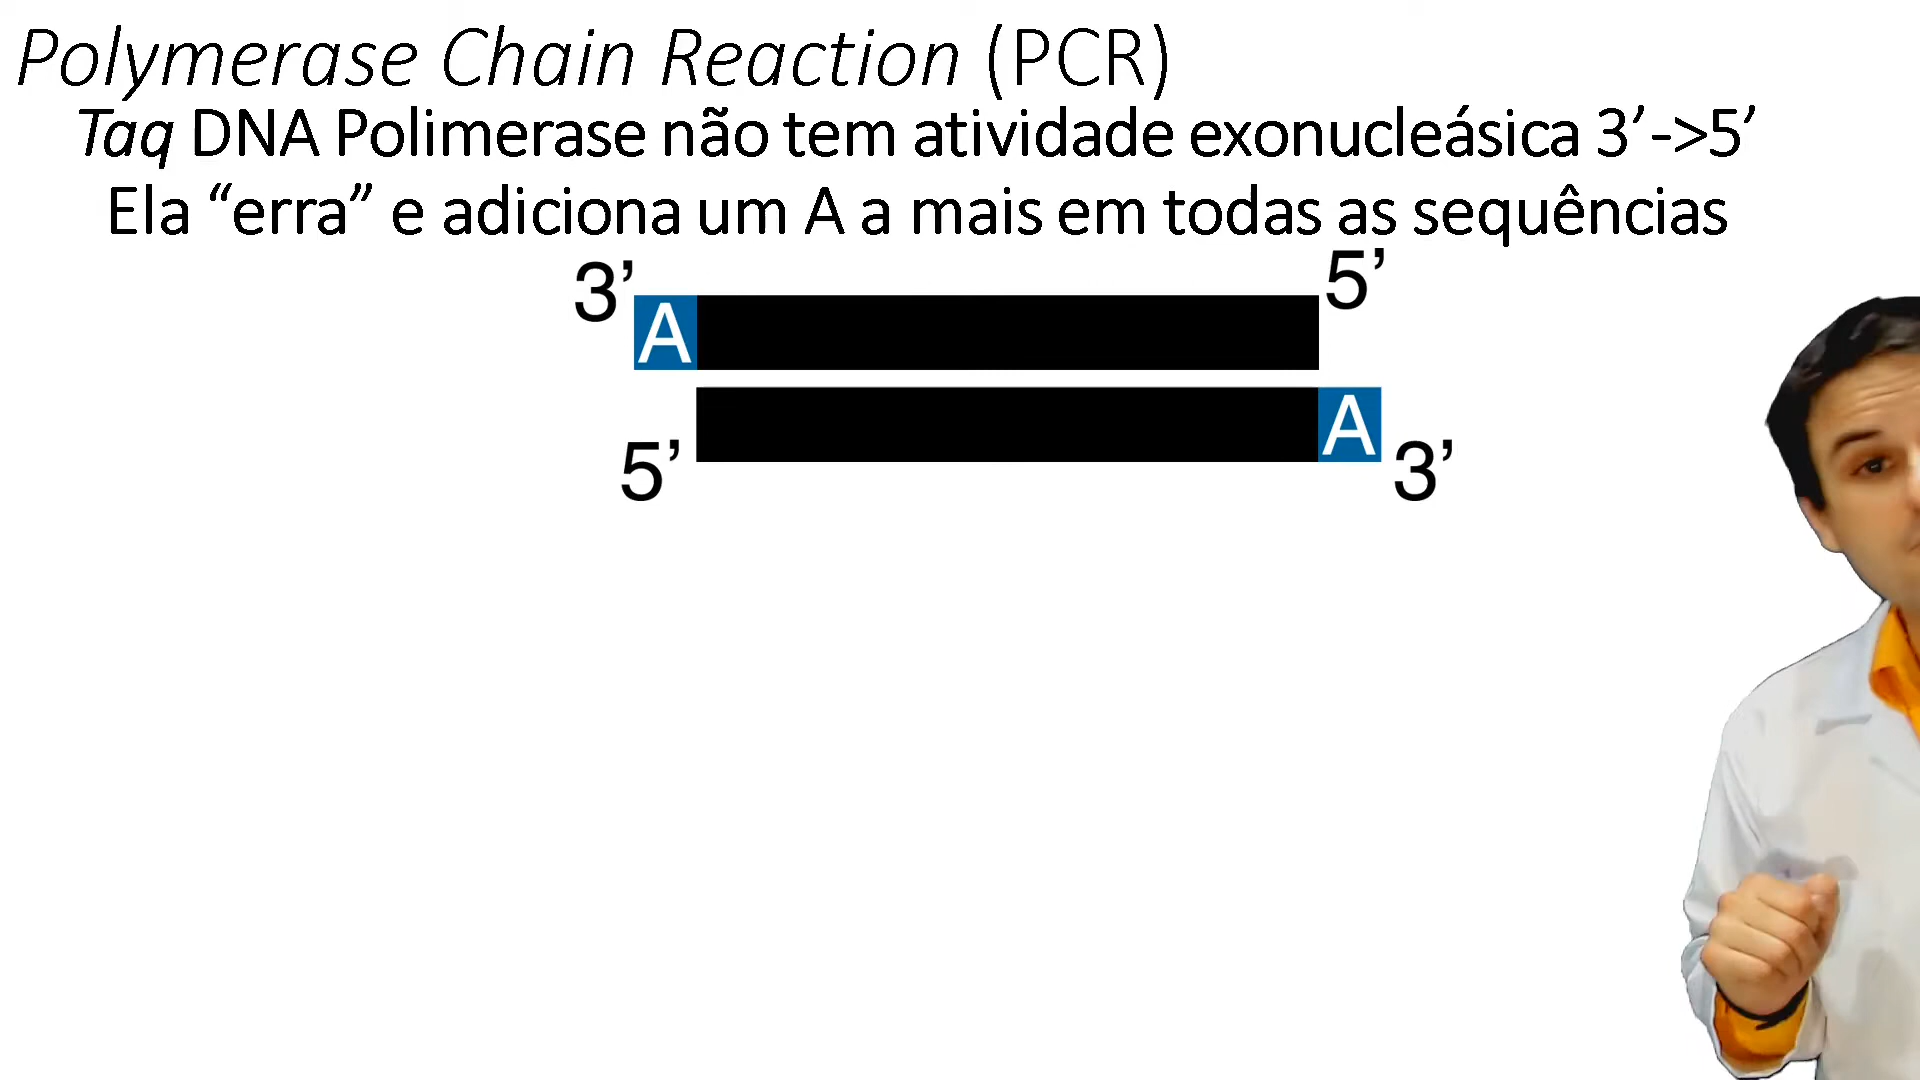 Polymerase Chain Reaction (PCR)
Taq DNA Polimerase não tem atividade exonucleásica 3’->5’
Ela “erra” e adiciona um A a mais em todas as sequências
3’ 5’
A
A
5’ 3’